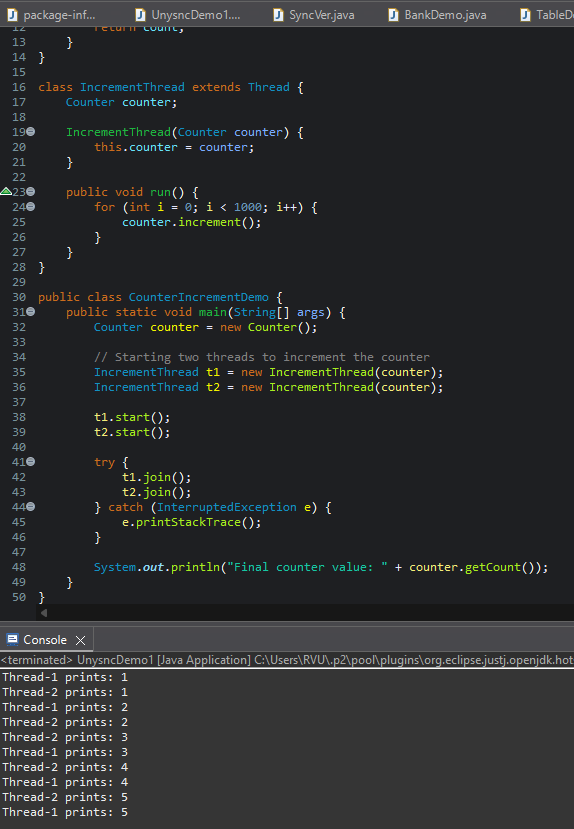 package-inf...
UnysncDemo1....
SyncVer.java
BankDemo.java
TableD
12 return count;
13 }
14 }
15
16 class IncrementThread extends Thread {
17 Counter counter;
18
19 IncrementThread(Counter counter) {
20 this.counter = counter;
21 }
22
23 public void run() {
24 for (int i = 0; i < 1000; i++) {
25 counter.increment();
26 }
27 }
28 }
29
30 public class CounterIncrementDemo {
31 public static void main(String[] args) {
32 Counter counter = new Counter();
33
34 // Starting two threads to increment the counter
35 IncrementThread t1 = new IncrementThread(counter);
36 IncrementThread t2 = new IncrementThread(counter);
37
38 t1.start();
39 t2.start();
40
41 try {
42 t1.join();
43 t2.join();
44 } catch (InterruptedException e) {
45 e.printStackTrace();
46 }
47
48 System.out.println("Final counter value: " + counter.getCount());
49 }
50 }
Console
<terminated> UnysncDemo1 [Java Application] C:\Users\RVU\.p2\pool\plugins\org.eclipse.justj.openjdk.hot
Thread-1 prints: 1
Thread-2 prints: 1
Thread-1 prints: 2
Thread-2 prints: 2
Thread-2 prints: 3
Thread-1 prints: 3
Thread-2 prints: 4
Thread-1 prints: 4
Thread-2 prints: 5
Thread-1 prints: 5